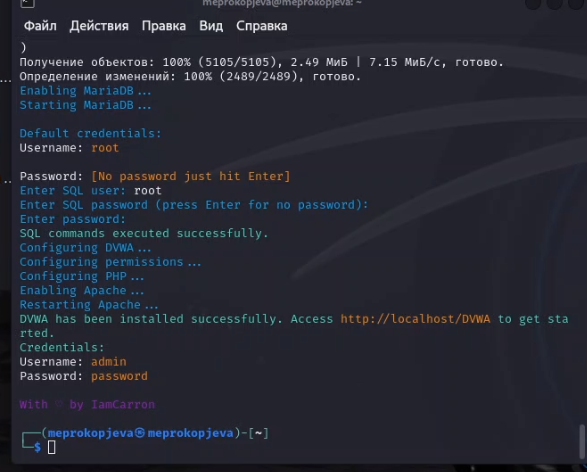 meprokopjeva@meprokopjeva: ~
Файл Действия Правка Вид Справка
)
Получение объектов: 100% (5105/5105), 2.49 МиБ | 7.15 МиБ/с, готово.
Определение изменений: 100% (2489/2489), готово.
Enabling MariaDB...
Starting MariaDB...
Default credentials:
Username: root
Password: [No password just hit Enter]
Enter SQL user: root
Enter SQL password (press Enter for no password):
Enter password:
SQL commands executed successfully.
Configuring DVWA...
Configuring permissions...
Configuring PHP...
Enabling Apache...
Restarting Apache...
DVWA has been installed successfully. Access http://localhost/DVWA to get sta
rted.
Credentials:
Username: admin
Password: password
With ♡ by IamCarron
┌──(meprokopjeva㉿meprokopjeva)-[~]
└─$